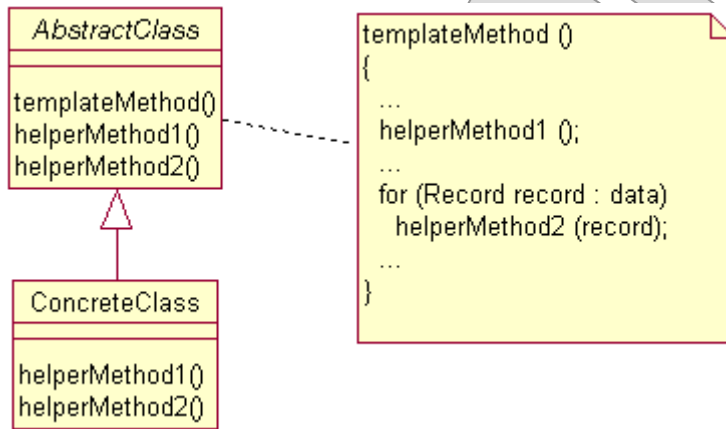 AbstractClass
templateMethod()
helperMethod1()
helperMethod2()
ConcreteClass
helperMethod1()
helperMethod2()
templateMethod ()
{
...
helperMethod1 ();
...
for (Record record : data)
helperMethod2 (record);
...
}